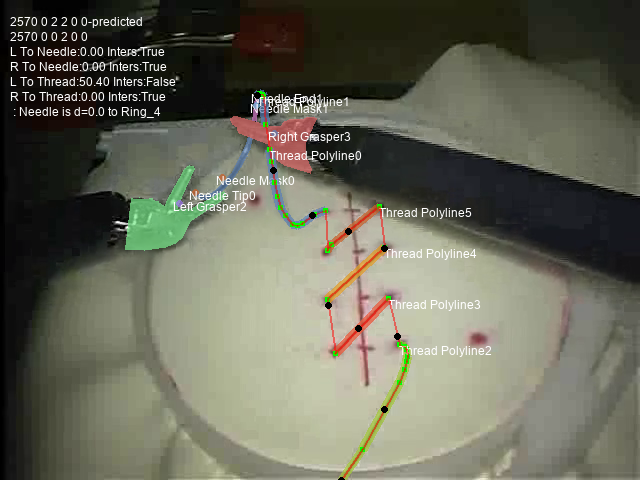 2570 0 2 2 0 0-predicted
2570 0 0 2 0 0
L To Needle:0.00 Inters:True
R To Needle:0.00 Inters:True
L To Thread:50.40 Inters:False
R To Thread:0.00 Inters:True
: Needle is d=0.0 to Ring_4
Thread Polyline1
Needle Mask1
Right Grasper3
Thread Polyline0
Needle Mask0
Needle Tip0
Left Grasper2
Thread Polyline5
Thread Polyline4
Thread Polyline3
Thread Polyline2